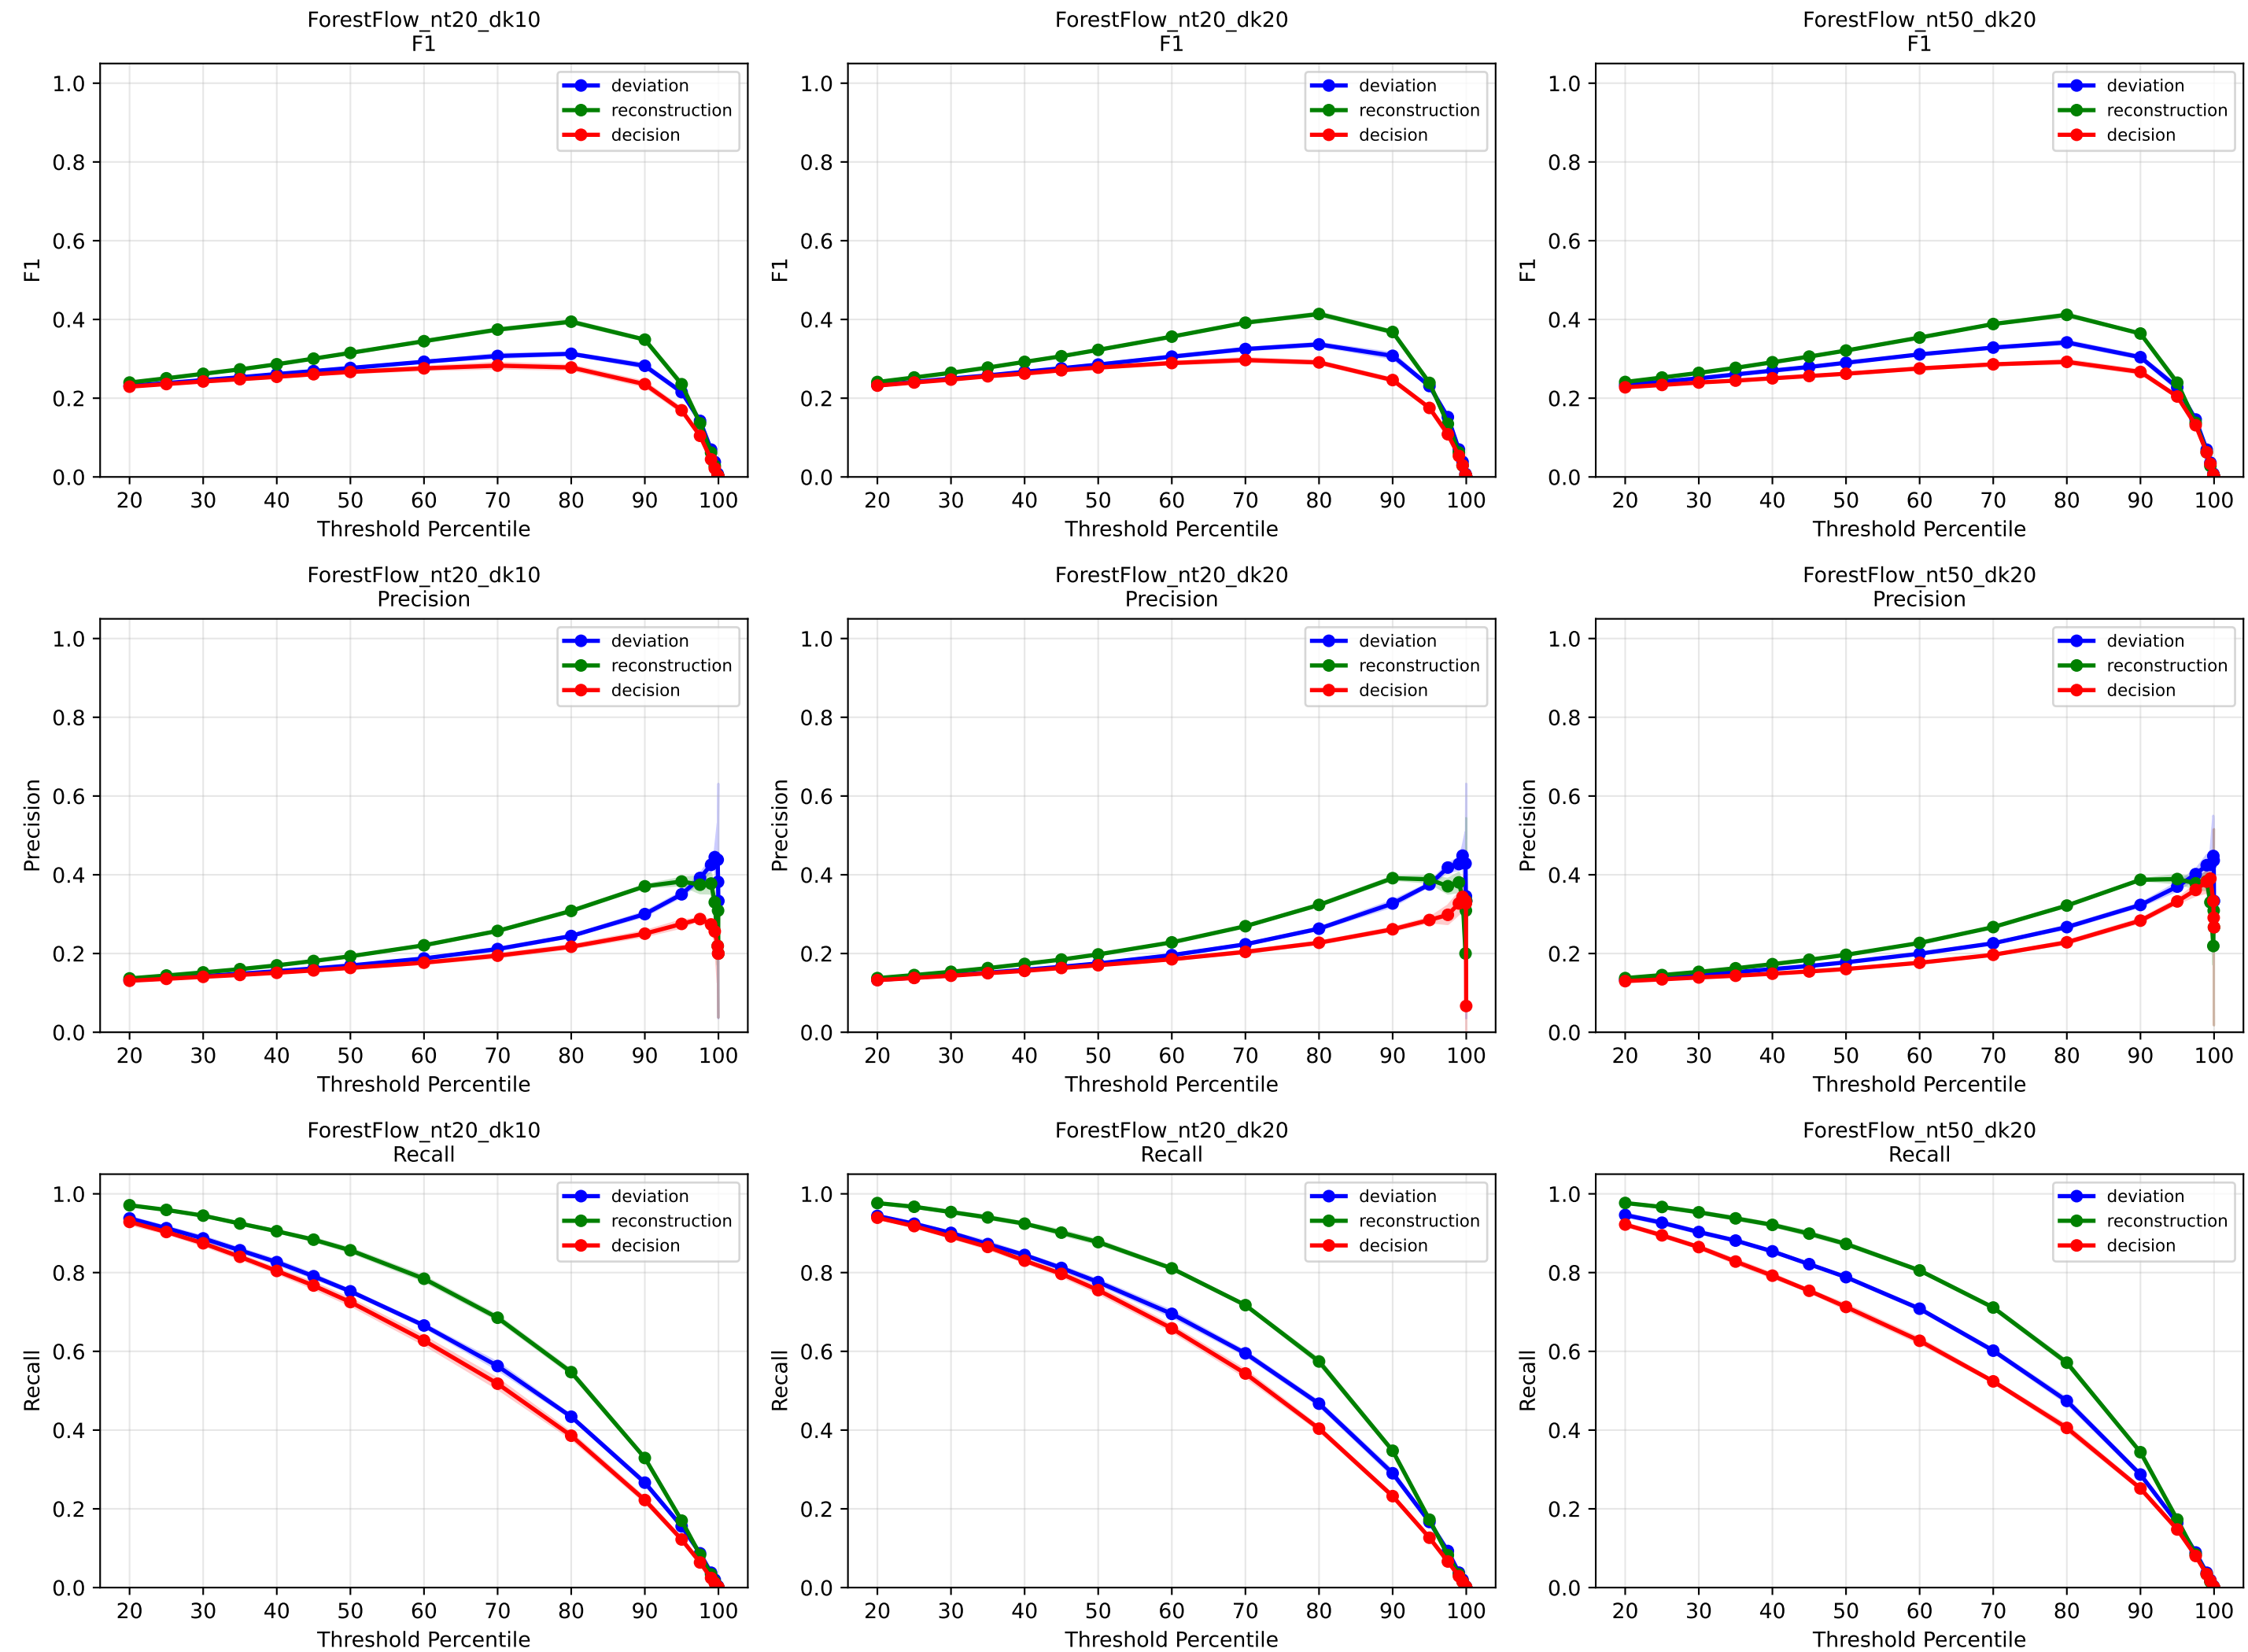 ForestFlow_nt20_dk10
F1
1.0
0.8
0.6
0.4
0.2
0.0
F1
20 30 40 50 60 70 80 90 100
Threshold Percentile
deviation
reconstruction
decision
ForestFlow_nt20_dk20
F1
1.0
0.8
0.6
0.4
0.2
0.0
F1
20 30 40 50 60 70 80 90 100
Threshold Percentile
deviation
reconstruction
decision
ForestFlow_nt50_dk20
F1
1.0
0.8
0.6
0.4
0.2
0.0
F1
20 30 40 50 60 70 80 90 100
Threshold Percentile
deviation
reconstruction
decision
ForestFlow_nt20_dk10
Precision
1.0
0.8
0.6
0.4
0.2
0.0
Precision
20 30 40 50 60 70 80 90 100
Threshold Percentile
deviation
reconstruction
decision
ForestFlow_nt20_dk20
Precision
1.0
0.8
0.6
0.4
0.2
0.0
Precision
20 30 40 50 60 70 80 90 100
Threshold Percentile
deviation
reconstruction
decision
ForestFlow_nt50_dk20
Precision
1.0
0.8
0.6
0.4
0.2
0.0
Precision
20 30 40 50 60 70 80 90 100
Threshold Percentile
deviation
reconstruction
decision
ForestFlow_nt20_dk10
Recall
1.0
0.8
0.6
0.4
0.2
0.0
Recall
20 30 40 50 60 70 80 90 100
Threshold Percentile
deviation
reconstruction
decision
ForestFlow_nt20_dk20
Recall
1.0
0.8
0.6
0.4
0.2
0.0
Recall
20 30 40 50 60 70 80 90 100
Threshold Percentile
deviation
reconstruction
decision
ForestFlow_nt50_dk20
Recall
1.0
0.8
0.6
0.4
0.2
0.0
Recall
20 30 40 50 60 70 80 90 100
Threshold Percentile
deviation
reconstruction
decision